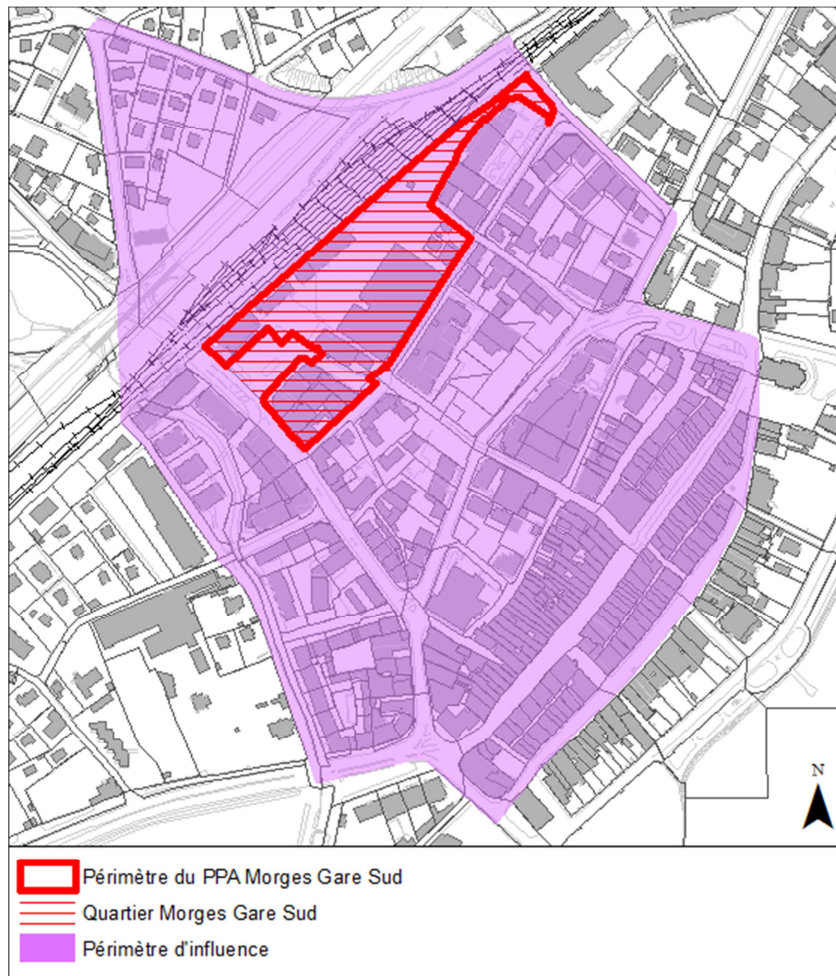 N
Périmètre du PPA Morges Gare Sud
Quartier Morges Gare Sud
Périmètre d'influence